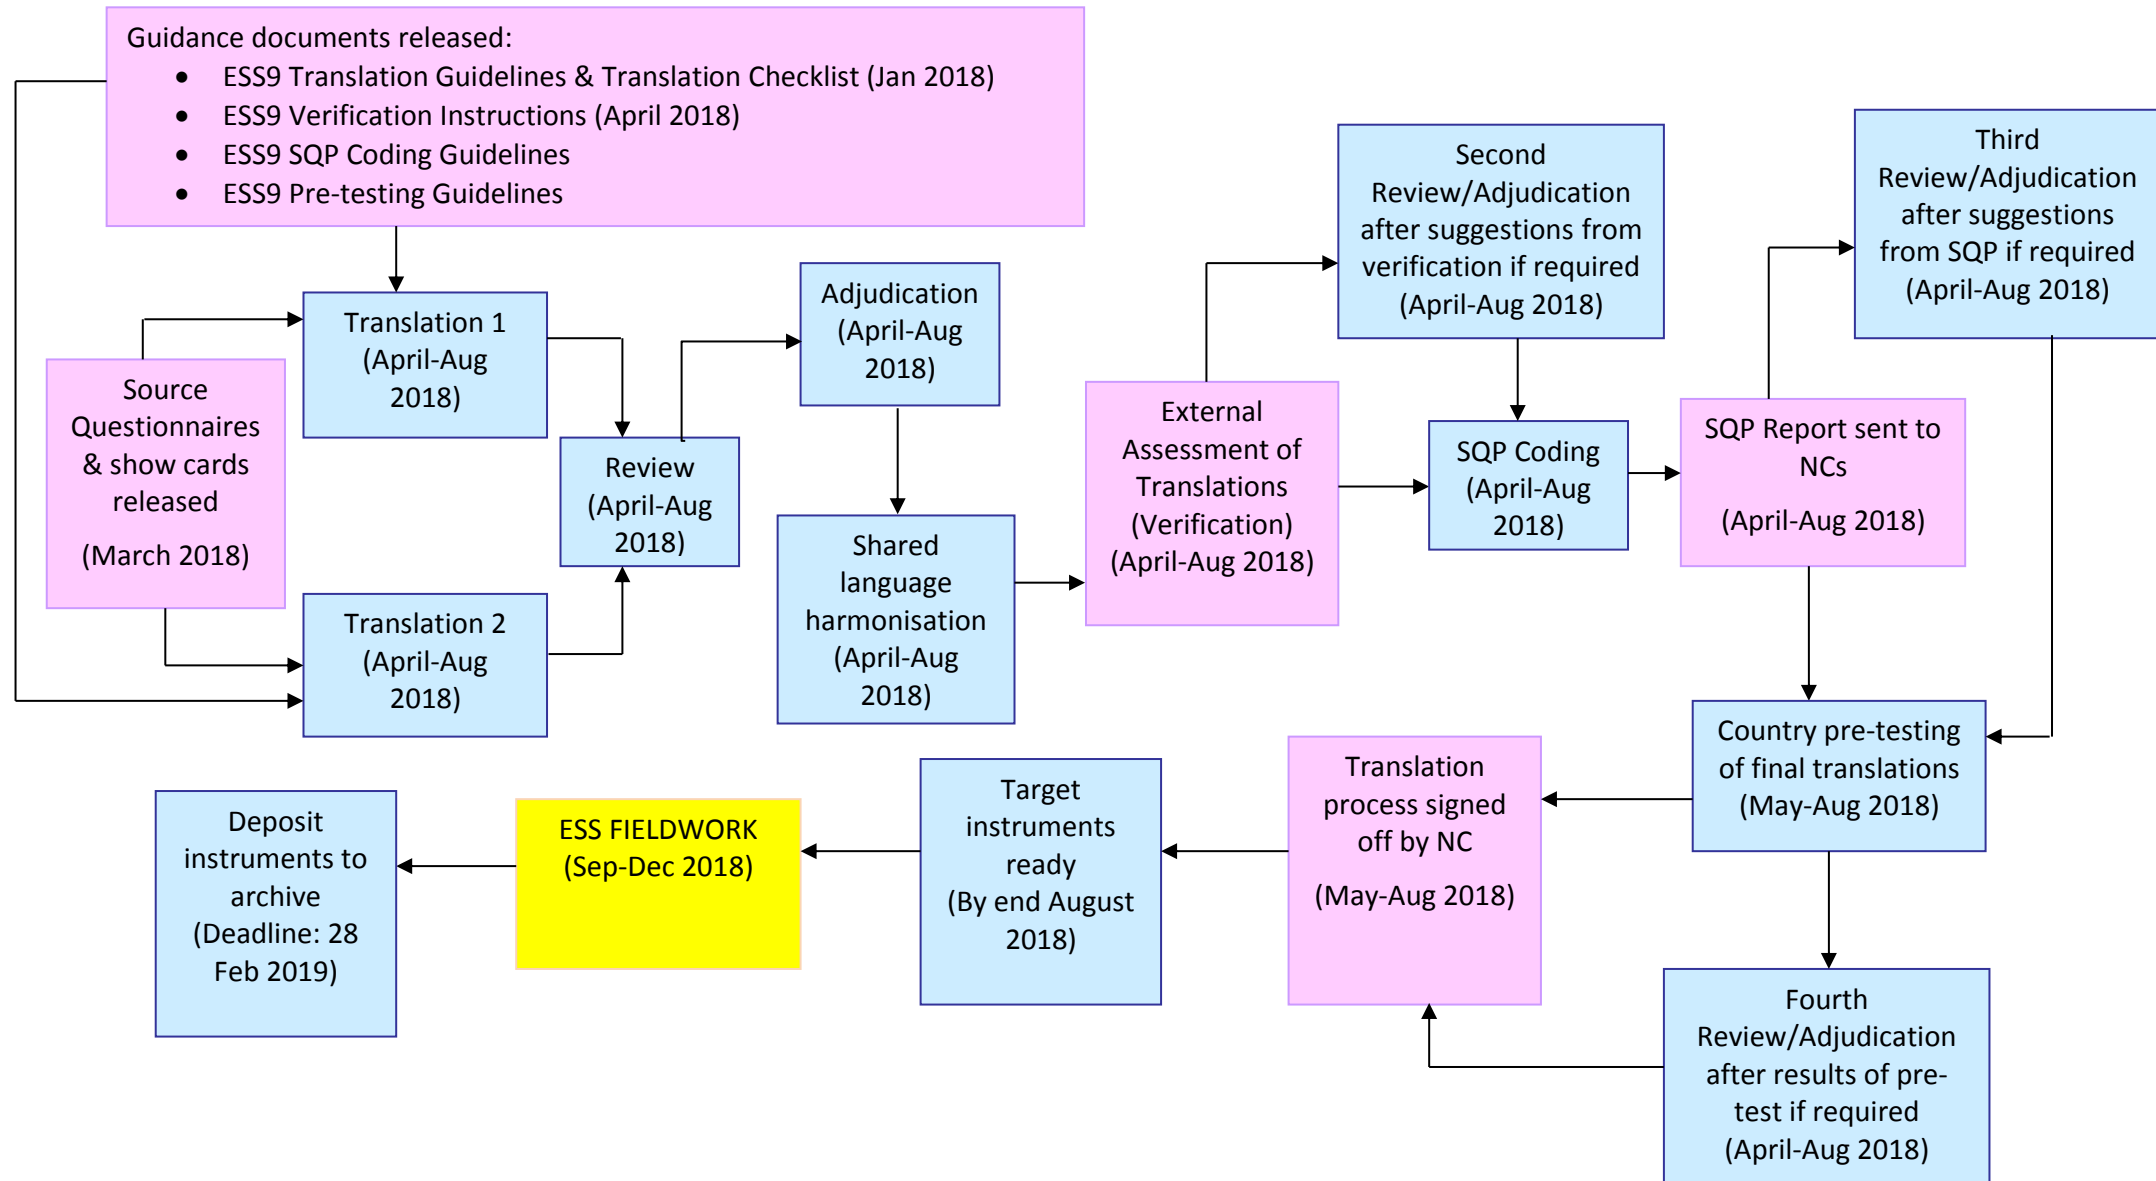 Guidance documents released:
• ESS9 Translation Guidelines & Translation Checklist (Jan 2018)
• ESS9 Verification Instructions (April 2018)
• ESS9 SQP Coding Guidelines
• ESS9 Pre-testing Guidelines
Source
Questionnaires
& show cards
released
(March 2018)
Translation 1
(April-Aug
2018)
Translation 2
(April-Aug
2018)
Review
(April-Aug
2018)
Adjudication
(April-Aug
2018)
Shared
language
harmonisation
(April-Aug
2018)
External
Assessment of
Translations
(Verification)
(April-Aug 2018)
Second
Review/Adjudication
after suggestions from
verification if required
(April-Aug 2018)
SQP Coding
(April-Aug
2018)
SQP Report sent to
NCs
(April-Aug 2018)
Third
Review/Adjudication
after suggestions
from SQP if required
(April-Aug 2018)
Country pre-testing
of final translations
(May-Aug 2018)
Fourth
Review/Adjudication
after results of pre-
test if required
(April-Aug 2018)
Translation
process signed
off by NC
(May-Aug 2018)
Target
instruments
ready
(By end August
2018)
ESS FIELDWORK
(Sep-Dec 2018)
Deposit
instruments to
archive
(Deadline: 28
Feb 2019)